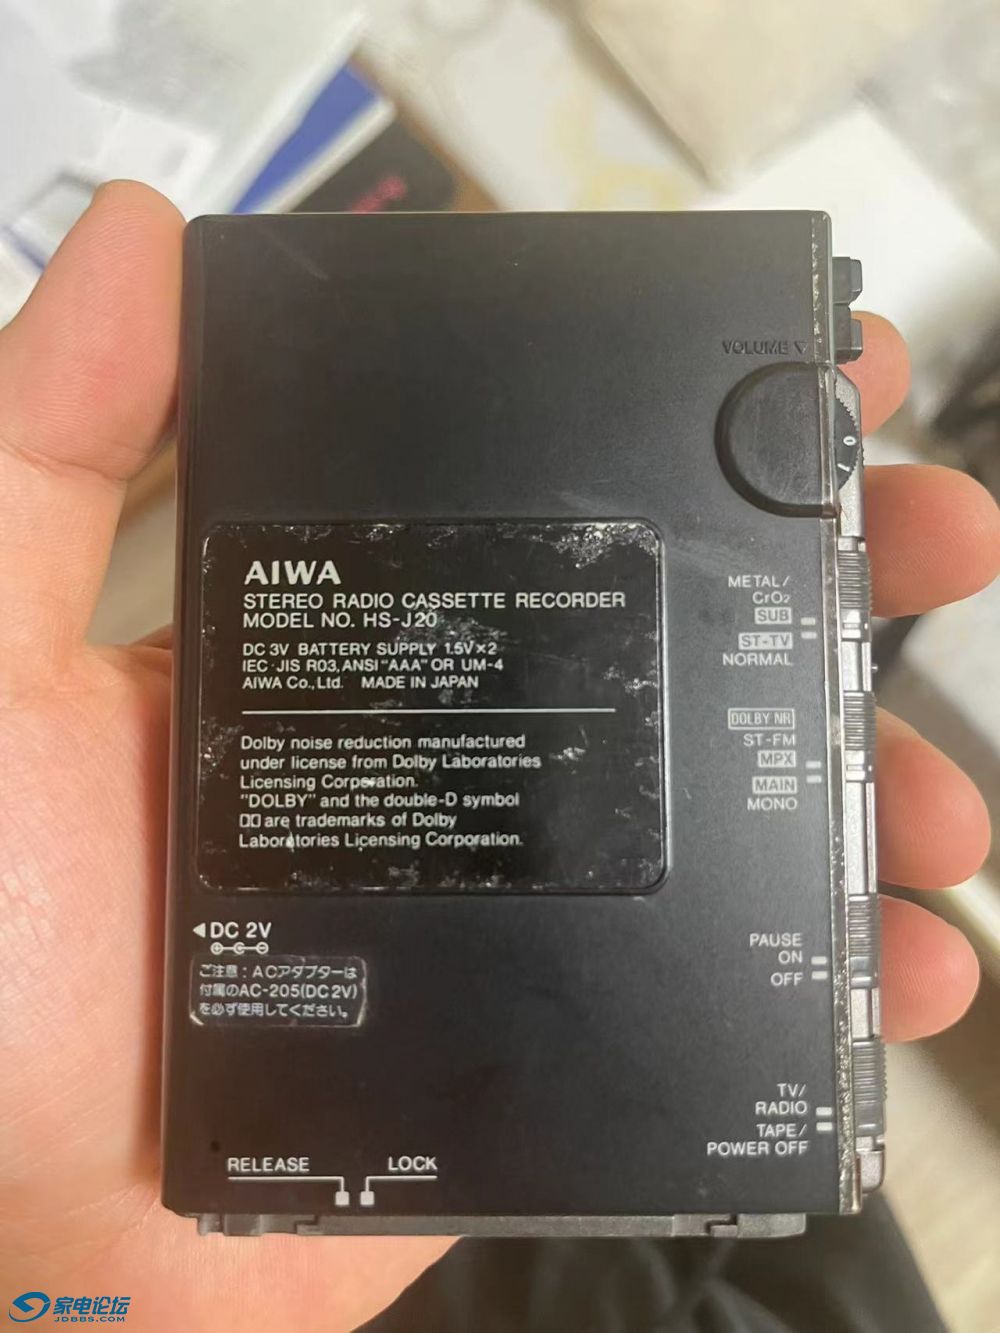 VOLUME ▽
0
1
AIWA
STEREO RADIO CASSETTE RECORDER
MODEL NO. HS-J20
DC 3V BATTERY SUPPLY 1.5V×2
IEC·JIS R03, ANSI "AAA" OR UM-4
AIWA Co., Ltd. MADE IN JAPAN
Dolby noise reduction manufactured
under license from Dolby Laboratories
Licensing Corporation.
"DOLBY" and the double-D symbol
are trademarks of Dolby
Laboratories Licensing Corporation.
METAL/
CrO₂
SUB
ST-TV
NORMAL
DOLBY NR
ST-FM
MPX
MAIN
MONO
◀DC 2V
ご注意：ACアダプターは
付属のAC-205(DC2V)
を必ず使用してください。
PAUSE
ON
OFF
TV/
RADIO
TAPE/
POWER OFF
RELEASE LOCK
家电论坛
JDBBS.COM